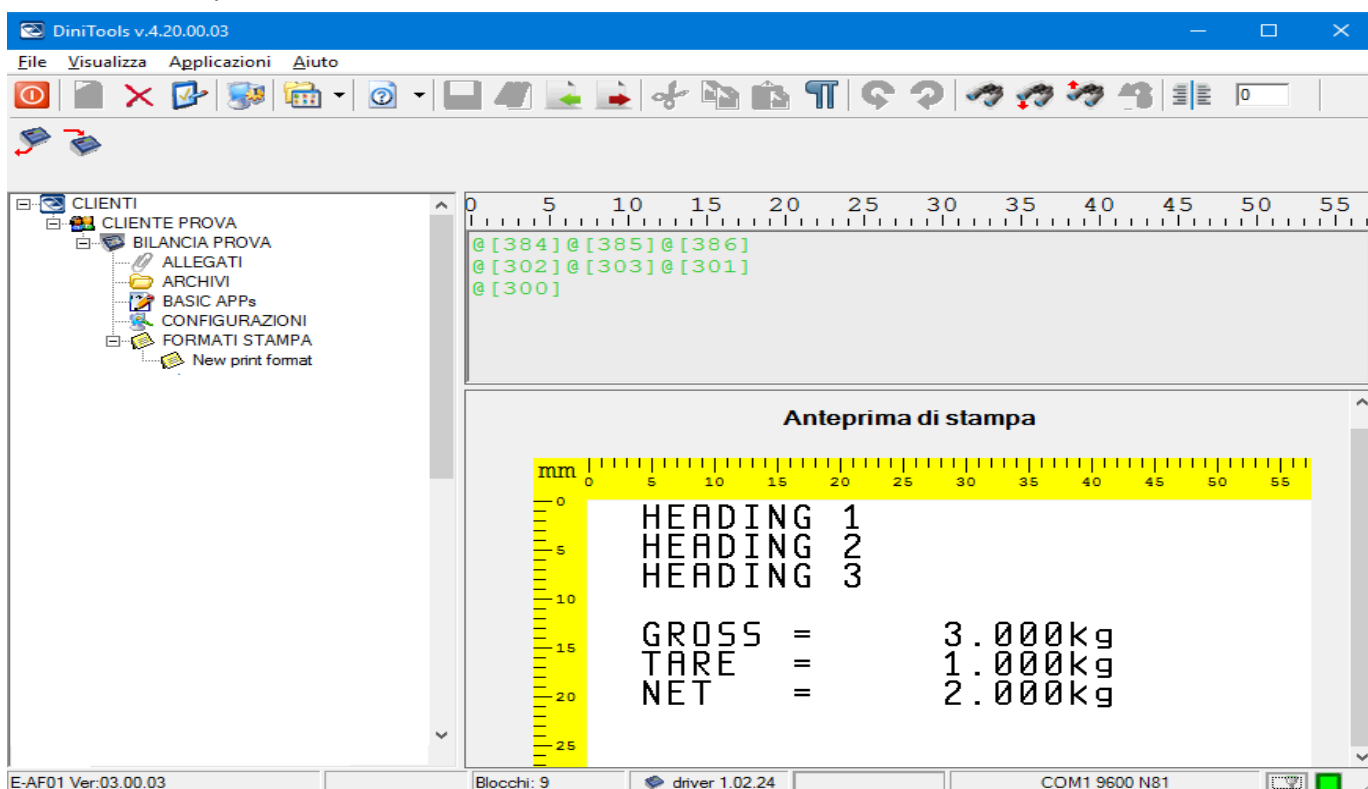 DiniTools v.4.20.00.03
File Visualizza Applicazioni Aiuto
0
CLIENTI
CLIENTE PROVA
BILANCIA PROVA
ALLEGATI
ARCHIVI
BASIC APPs
CONFIGURAZIONI
FORMATI STAMPA
New print format
0 5 10 15 20 25 30 35 40 45 50 55
@[384]@[385]@[386]
@[302]@[303]@[301]
@[300]
Anteprima di stampa
mm 0 5 10 15 20 25 30 35 40 45 50 55
0
5
10
15
20
25
HEADING 1
HEADING 2
HEADING 3
GROSS = 3.000kg
TARE = 1.000kg
NET = 2.000kg
E-AF01 Ver:03.00.03 Blocchi: 9 driver 1.02.24 COM1 9600 N81